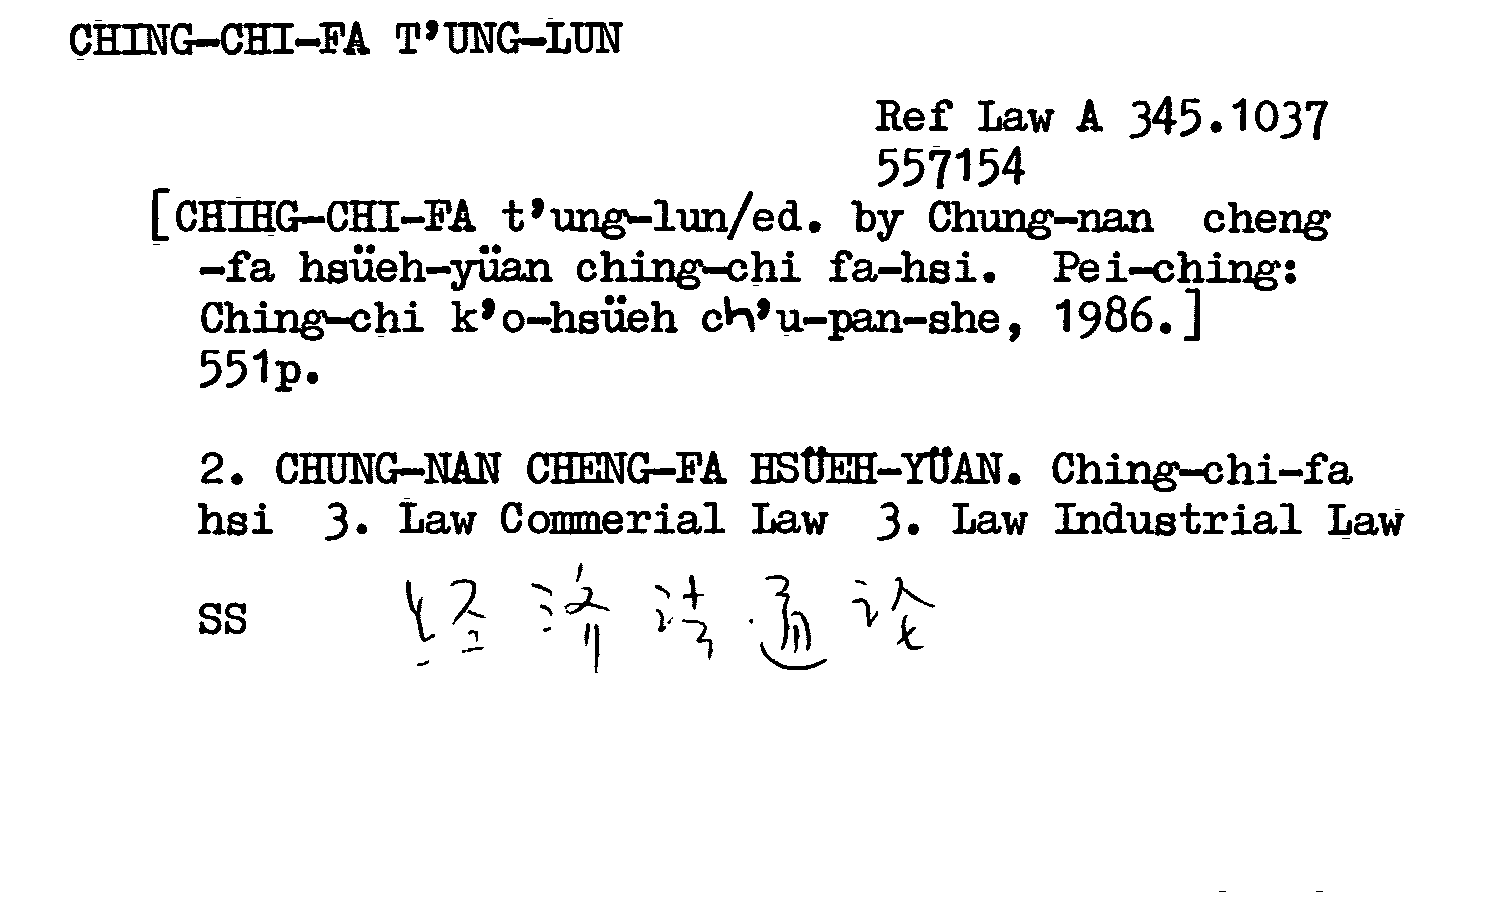 CHING-CHI-FA T'UNG-LUN
Ref Law A 345.1037
557154
[CHIHG-CHI-FA t'ung-lun/ed. by Chung-nan cheng
-fa hsüeh-yüan ching-chi fa-hsi. Pei-ching:
Ching-chi k'o-hsüeh ch'u-pan-she, 1986.]
551p.
2. CHUNG-NAN CHENG-FA HSÜEH-YÜAN. Ching-chi-fa
hsi 3. Law Commerial Law 3. Law Industrial Law
SS 经济法通论